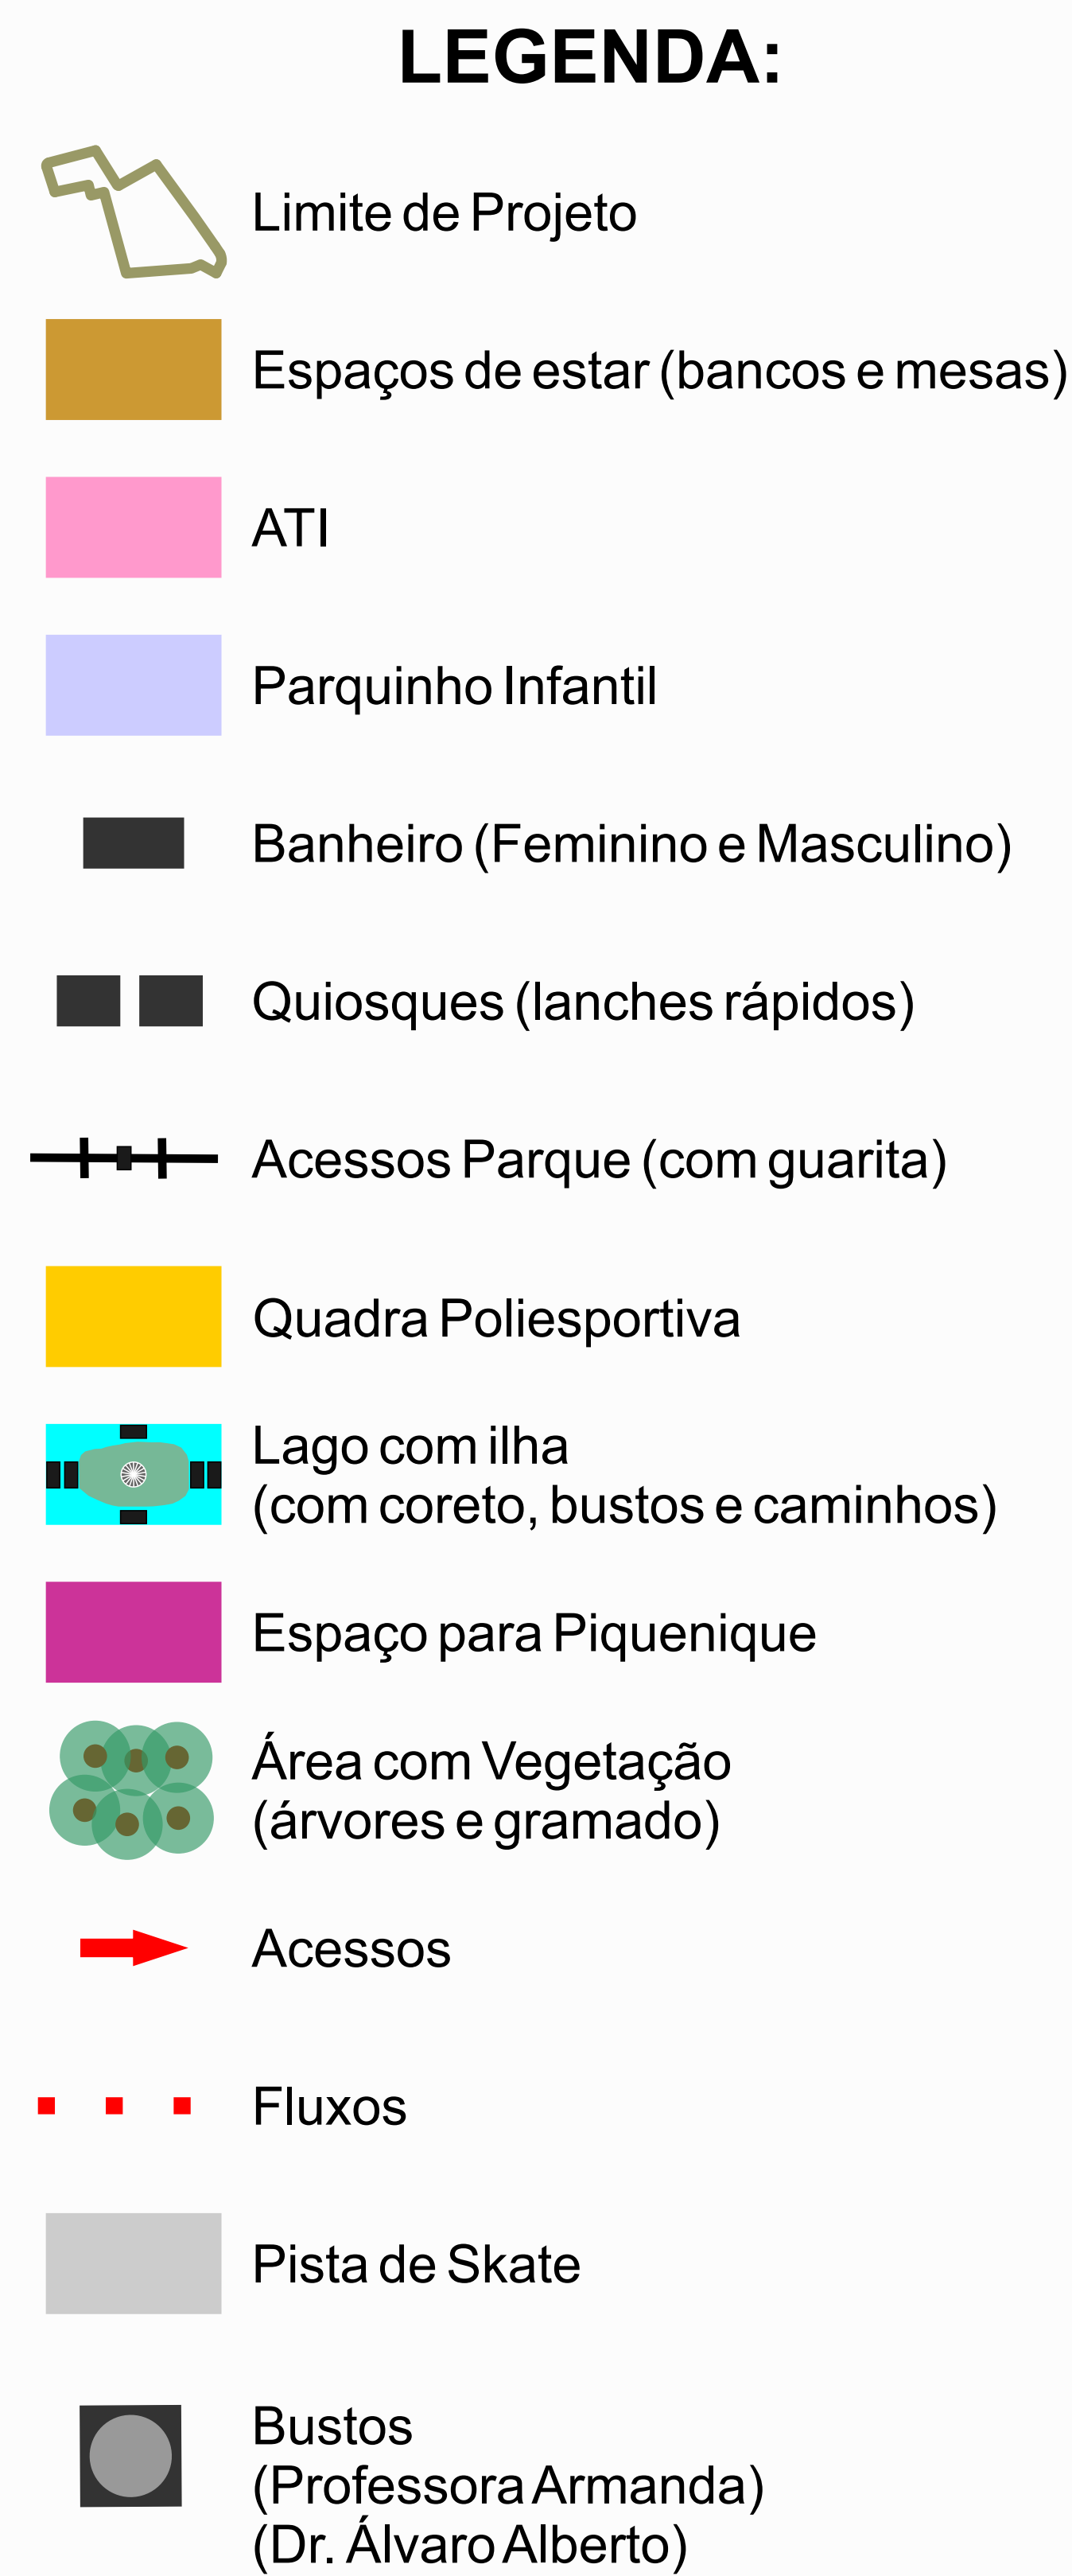 LEGENDA:
Limite de Projeto
Espaços de estar (bancos e mesas)
ATI
Parquinho Infantil
Banheiro (Feminino e Masculino)
Quiosques (lanches rápidos)
Acessos Parque (com guarita)
Quadra Poliesportiva
Lago com ilha
(com coreto, bustos e caminhos)
Espaço para Piquenique
Área com Vegetação
(árvores e gramado)
Acessos
Fluxos
Pista de Skate
Bustos
(Professora Armanda)
(Dr. Álvaro Alberto)